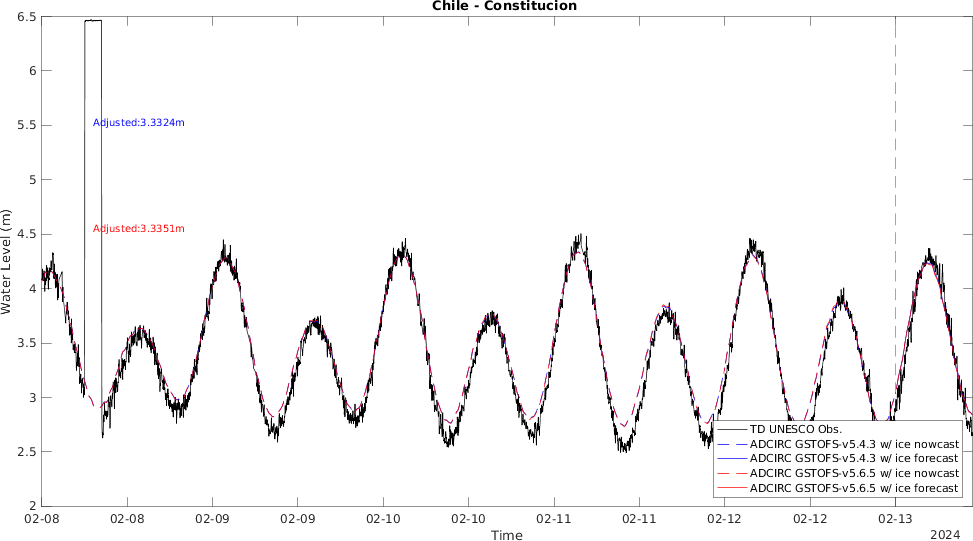 Chile - Constitucion
6.5
6
5.5
5
4.5
4
3.5
3
2.5
2
Water Level (m)
Adjusted:3.3324m
Adjusted:3.3351m
TD UNESCO Obs.
ADCIRC GSTOFS-v5.4.3 w/ ice nowcast
ADCIRC GSTOFS-v5.4.3 w/ ice forecast
ADCIRC GSTOFS-v5.6.5 w/ ice nowcast
ADCIRC GSTOFS-v5.6.5 w/ ice forecast
02-08 02-08 02-09 02-09 02-10 02-10 02-11 02-11 02-12 02-12 02-13
Time
2024